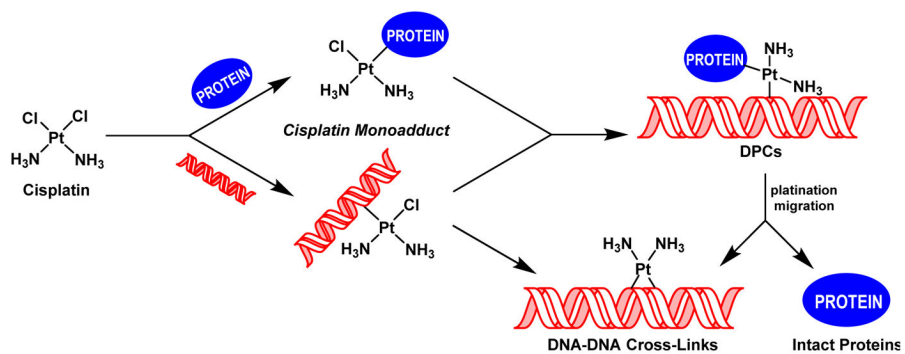 Cl
Cl
Pt
H3N
NH3
Cisplatin
PROTEIN
Cl
PROTEIN
Pt
H3N
NH3
Cisplatin Monoadduct
Cl
Pt
H3N
NH3
PROTEIN
NH3
Pt
NH3
DPCs
platination
migration
H3N
NH3
Pt
DNA-DNA Cross-Links
PROTEIN
Intact Proteins